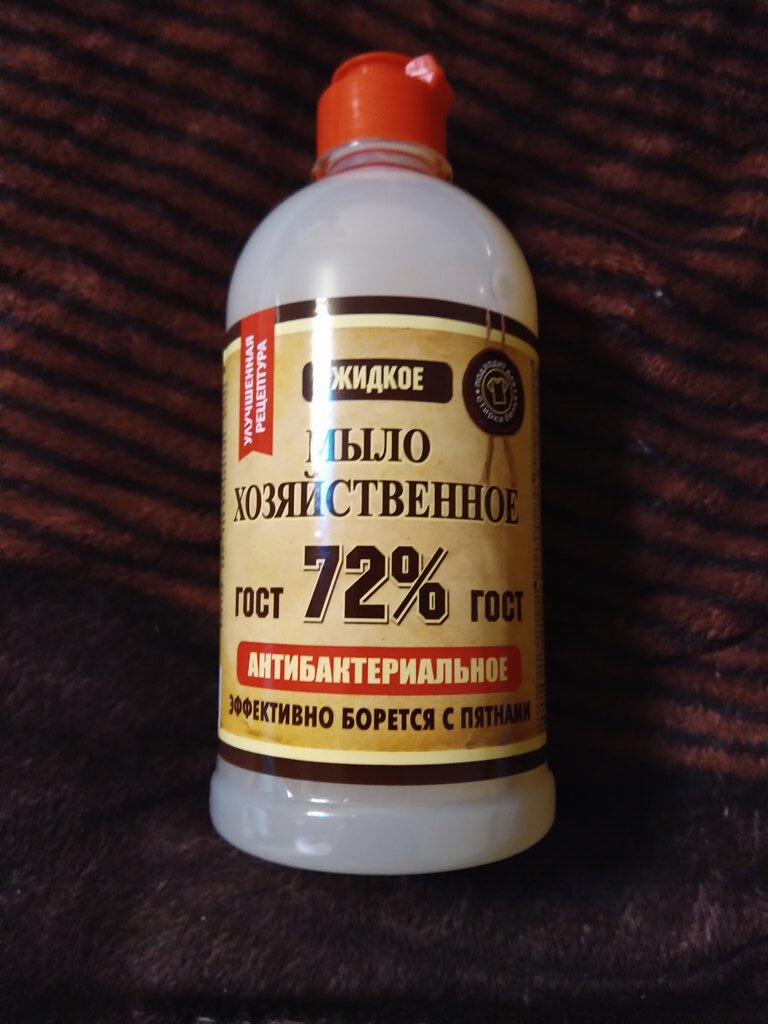 УЛУЧШЕННАЯ
РЕЦЕПТУРА
ЖИДКОЕ
МЫЛО
ХОЗЯЙСТВЕННОЕ
ГОСТ 72% ГОСТ
АНТИБАКТЕРИАЛЬНОЕ
ЭФФЕКТИВНО БОРЕТСЯ С ПЯТНАМИ